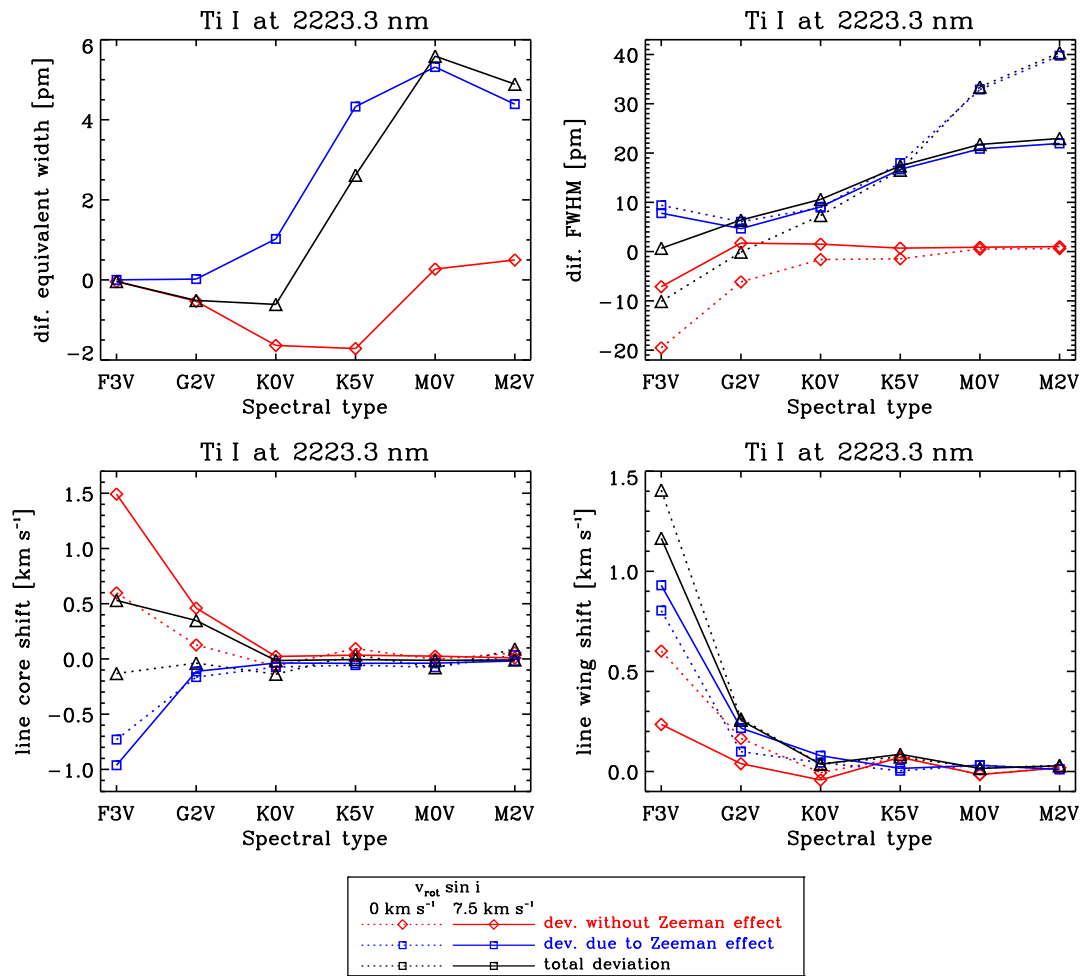 Ti I at 2223.3 nm
dif. equivalent width [pm]
6
4
2
0
−2
F3V G2V K0V K5V M0V M2V
Spectral type
Ti I at 2223.3 nm
dif. FWHM [pm]
40
30
20
10
0
−10
−20
F3V G2V K0V K5V M0V M2V
Spectral type
Ti I at 2223.3 nm
line core shift [km s⁻¹]
1.5
1.0
0.5
0.0
−0.5
−1.0
F3V G2V K0V K5V M0V M2V
Spectral type
Ti I at 2223.3 nm
line wing shift [km s⁻¹]
1.5
1.0
0.5
0.0
F3V G2V K0V K5V M0V M2V
Spectral type
v_rot sin i
0 km s⁻¹ 7.5 km s⁻¹
dev. without Zeeman effect
dev. due to Zeeman effect
total deviation